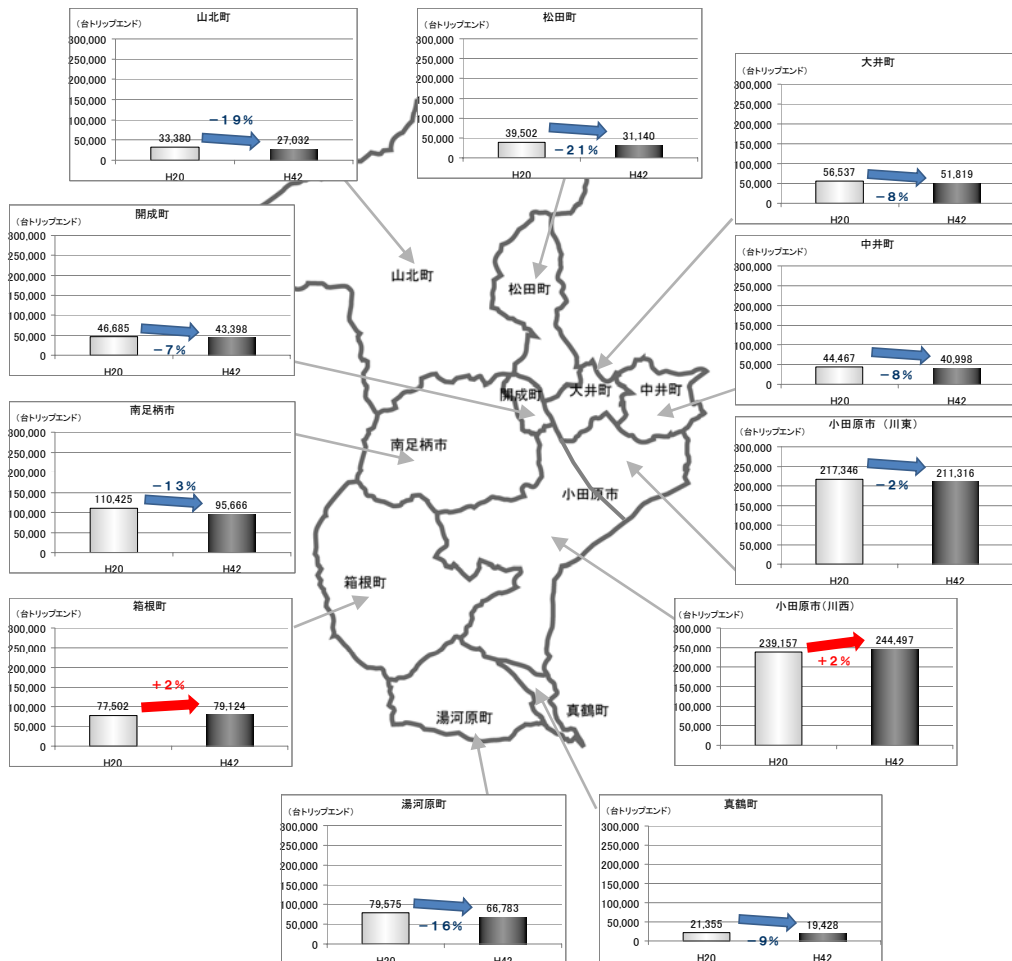 山北町
(台トリップエンド)
300,000
250,000
200,000
150,000
100,000
50,000
0
33,380
-19%
27,032
H20
H42
松田町
(台トリップエンド)
300,000
250,000
200,000
150,000
100,000
50,000
0
39,502
-21%
31,140
H20
H42
大井町
(台トリップエンド)
300,000
250,000
200,000
150,000
100,000
50,000
0
56,537
-8%
51,819
H20
H42
開成町
(台トリップエンド)
300,000
250,000
200,000
150,000
100,000
50,000
0
46,685
-7%
43,398
H20
H42
中井町
(台トリップエンド)
300,000
250,000
200,000
150,000
100,000
50,000
0
44,467
-8%
40,998
H20
H42
南足柄市
(台トリップエンド)
300,000
250,000
200,000
150,000
100,000
50,000
0
110,425
-13%
95,666
H20
H42
小田原市(川東)
(台トリップエンド)
300,000
250,000
200,000
150,000
100,000
50,000
0
217,346
-2%
211,316
H20
H42
箱根町
(台トリップエンド)
300,000
250,000
200,000
150,000
100,000
50,000
0
77,502
+2%
79,124
H20
H42
小田原市(川西)
(台トリップエンド)
300,000
250,000
200,000
150,000
100,000
50,000
0
239,157
+2%
244,497
H20
H42
湯河原町
(台トリップエンド)
300,000
250,000
200,000
150,000
100,000
50,000
0
79,575
-16%
66,783
H20
H42
真鶴町
(台トリップエンド)
300,000
250,000
200,000
150,000
100,000
50,000
0
21,355
-9%
19,428
H20
H42
山北町
松田町
開成町
大井町
中井町
南足柄市
小田原市
箱根町
湯河原町
真鶴町